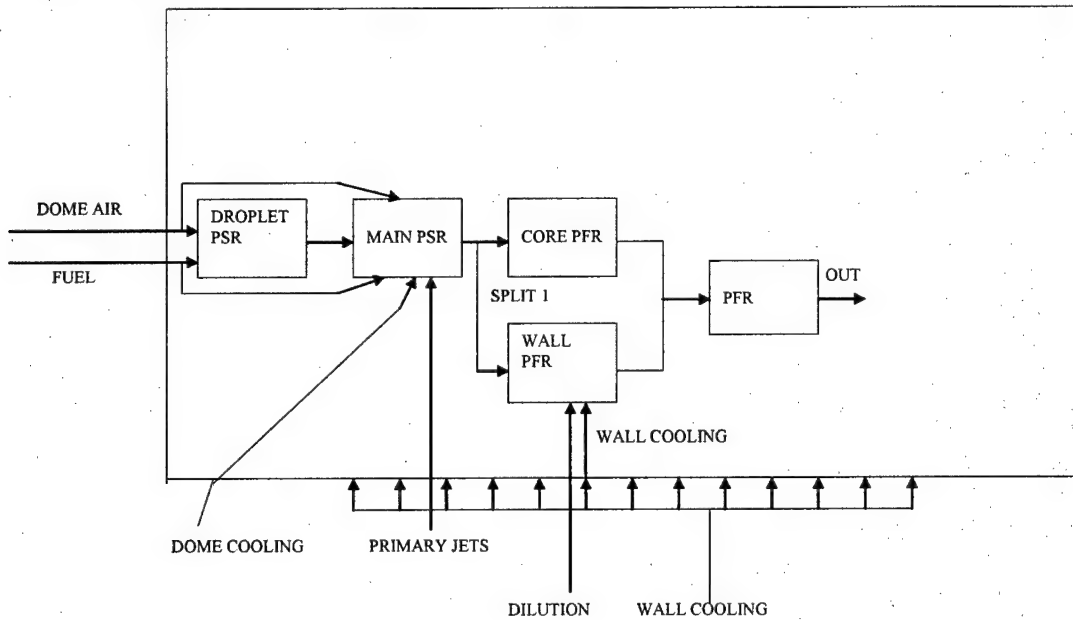 DOME AIR
FUEL
DROPLET
PSR
MAIN PSR
CORE PFR
SPLIT 1
WALL
PFR
PFR
OUT
WALL COOLING
DOME COOLING
PRIMARY JETS
DILUTION
WALL COOLING